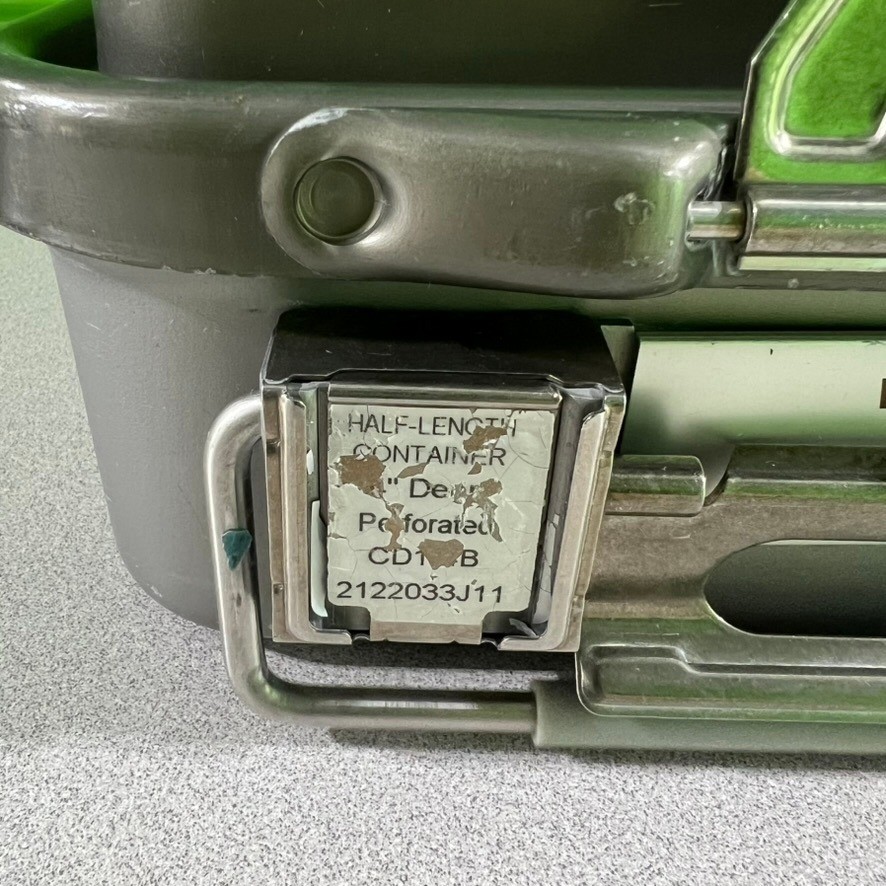 HALF-LENGTH
CONTAINER
Perforated
2122033J11